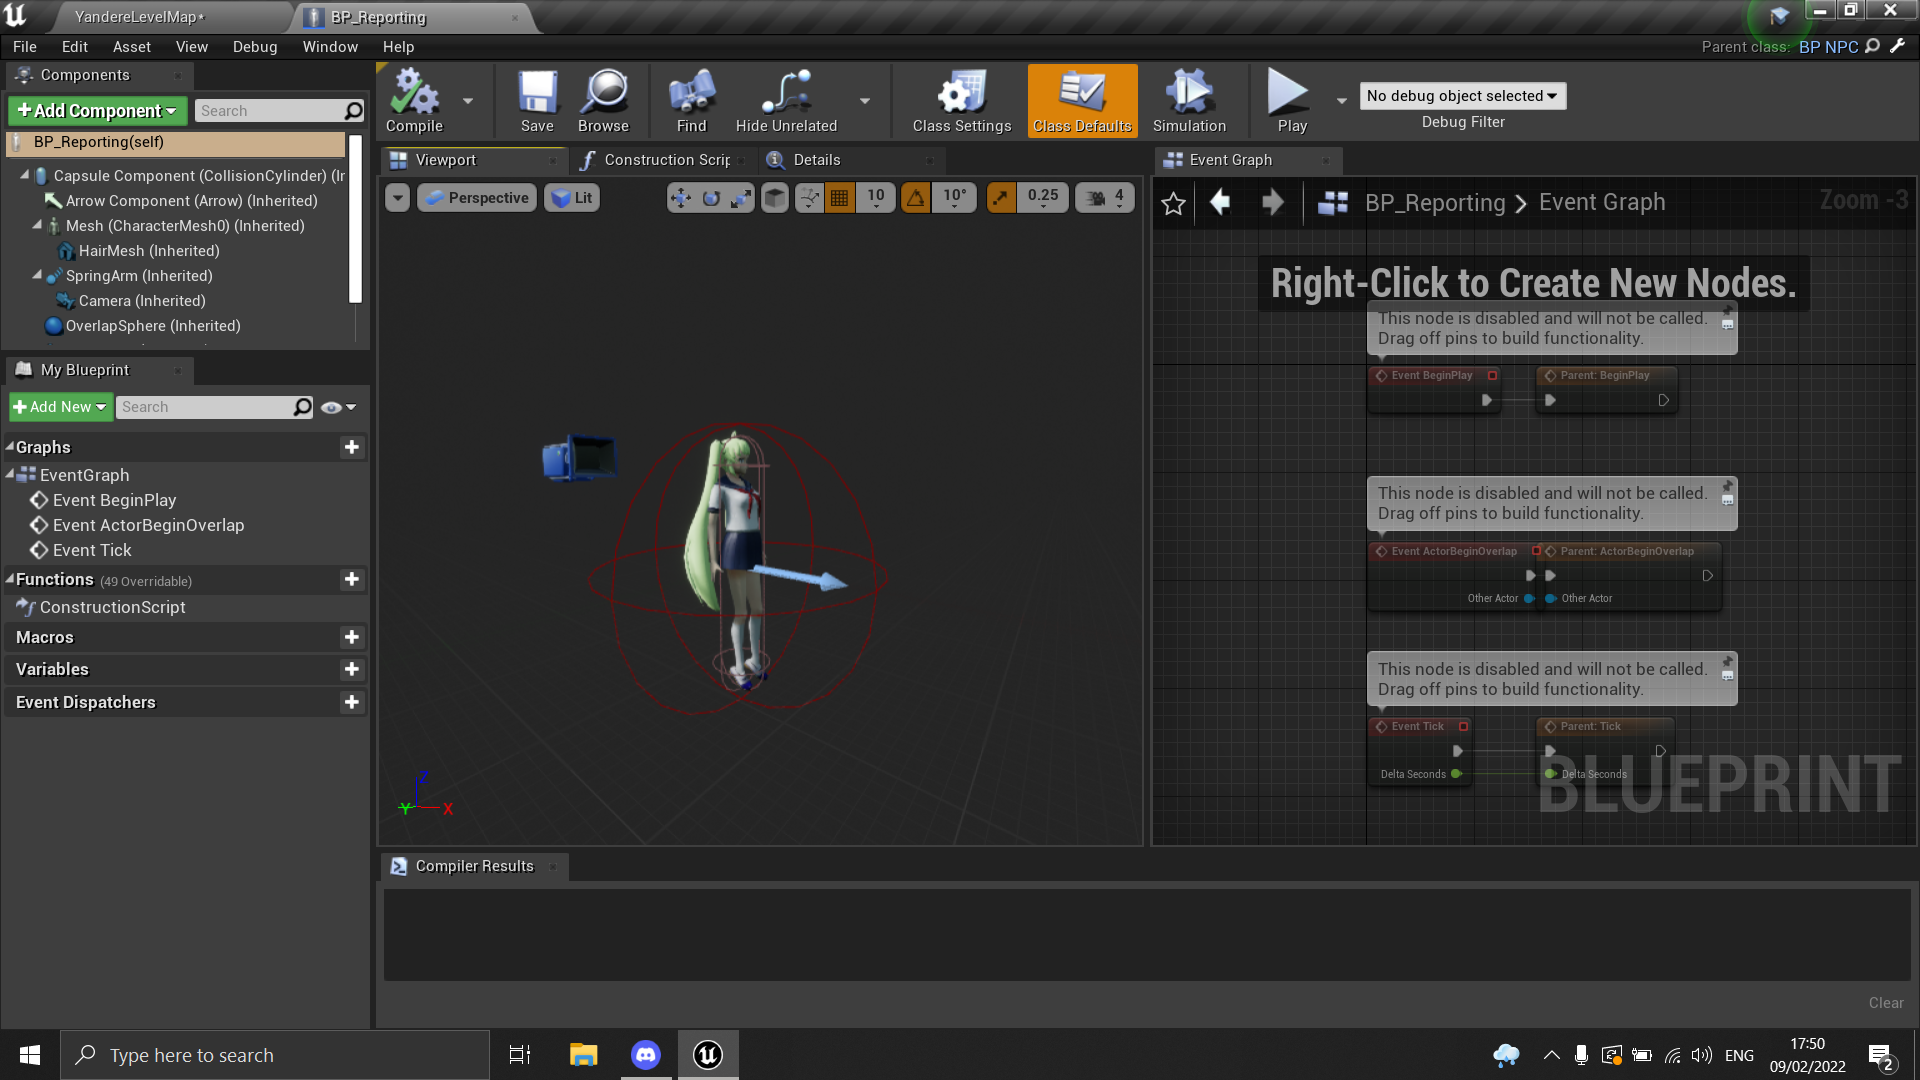 YandereLevelMap*
BP_Reporting
File Edit Asset View Debug Window Help
Parent class: BP NPC
Components
+Add Component
Search
BP_Reporting(self)
Capsule Component (CollisionCylinder) (Ir
Arrow Component (Arrow) (Inherited)
Mesh (CharacterMesh0) (Inherited)
HairMesh (Inherited)
SpringArm (Inherited)
Camera (Inherited)
OverlapSphere (Inherited)
My Blueprint
+Add New
Search
Graphs
EventGraph
Event BeginPlay
Event ActorBeginOverlap
Event Tick
Functions (49 Overridable)
ConstructionScript
Macros
Variables
Event Dispatchers
Compile
Save
Browse
Find
Hide Unrelated
Class Settings
Class Defaults
Simulation
Play
No debug object selected
Debug Filter
Viewport
Construction Scrip
Details
Perspective
Lit
10
10°
0.25
4
Z
Y
X
Event Graph
BP_Reporting > Event Graph
Zoom -3
Right-Click to Create New Nodes.
This node is disabled and will not be called.
Drag off pins to build functionality.
Event BeginPlay
Parent: BeginPlay
This node is disabled and will not be called.
Drag off pins to build functionality.
Event ActorBeginOverlap
Parent: ActorBeginOverlap
Other Actor
Other Actor
This node is disabled and will not be called.
Drag off pins to build functionality.
Event Tick
Parent: Tick
Delta Seconds
Delta Seconds
BLUEPRINT
Compiler Results
Clear
Type here to search
ENG
17:50
09/02/2022
2